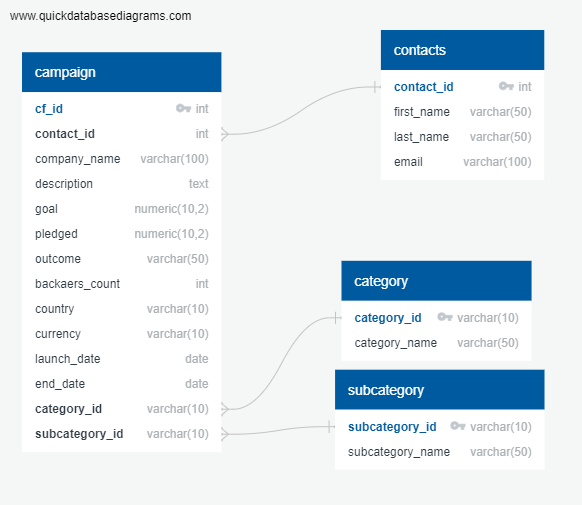 www.quickdatabasediagrams.com
campaign
cf_id int
contact_id int
company_name varchar(100)
description text
goal numeric(10,2)
pledged numeric(10,2)
outcome varchar(50)
backaers_count int
country varchar(10)
currency varchar(10)
launch_date date
end_date date
category_id varchar(10)
subcategory_id varchar(10)
contacts
contact_id int
first_name varchar(50)
last_name varchar(50)
email varchar(100)
category
category_id varchar(10)
category_name varchar(50)
subcategory
subcategory_id varchar(10)
subcategory_name varchar(50)